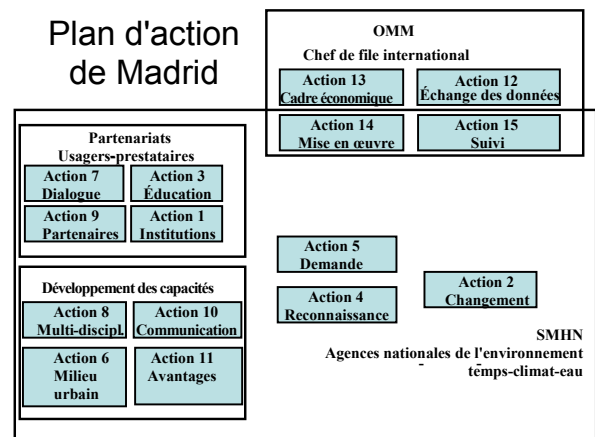 Plan d'action
de Madrid
OMM
Chef de file international
Action 13
Cadre économique
Action 12
Échange des données
Action 14
Mise en œuvre
Action 15
Suivi
Partenariats
Usagers-prestataires
Action 7
Dialogue
Action 3
Éducation
Action 9
Partenaires
Action 1
Institutions
Action 5
Demande
Action 4
Reconnaissance
Action 2
Changement
Développement des capacités
Action 8
Multi-discipl.
Action 10
Communication
Action 6
Milieu
urbain
Action 11
Avantages
SMHN
Agences nationales de l'environnement
temps-climat-eau